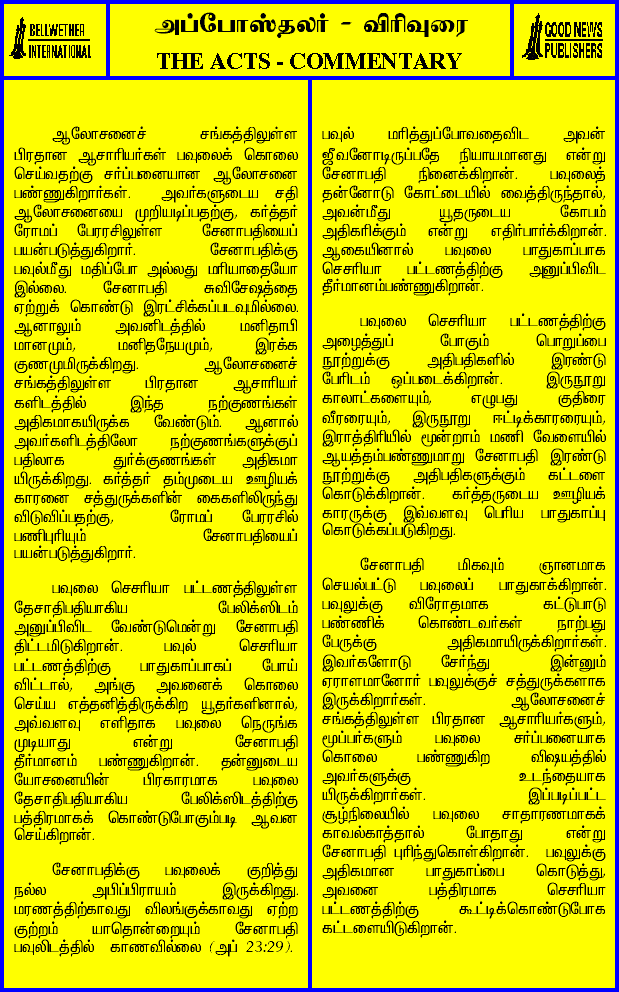 BELLWETHER
INTERNATIONAL
அப்போஸ்தலர் - விரிவுரை
THE ACTS - COMMENTARY
GOOD NEWS
PUBLISHERS
ஆலோசனைச் சங்கத்திலுள்ள
பிரதான ஆசாரியர்கள் பவுலைக் கொலை
செய்வதற்கு சர்ப்பனையான ஆலோசனை
பண்ணுகிறார்கள். அவர்களுடைய சதி
ஆலோசனையை முறியடிப்பதற்கு, கர்த்தர்
ரோமப் பேரரசிலுள்ள சேனாபதியைப்
பயன்படுத்துகிறார். சேனாபதிக்கு
பவுல்மீது மதிப்போ அல்லது மரியாதையோ
இல்லை. சேனாபதி சுவிசேஷத்தை
ஏற்றுக் கொண்டு இரட்சிக்கப்படவுமில்லை.
ஆனாலும் அவனிடத்தில் மனிதாபி
மானமும், மனிதநேயமும், இரக்க
குணமுமிருக்கிறது. ஆலோசனைச்
சங்கத்திலுள்ள பிரதான ஆசாரியர்
களிடத்தில் இந்த நற்குணங்கள்
அதிகமாகயிருக்க வேண்டும். ஆனால்
அவர்களிடத்திலோ நற்குணங்களுக்குப்
பதிலாக துர்க்குணங்கள் அதிகமா
யிருக்கிறது. கர்த்தர் தம்முடைய ஊழியக்
காரனை சத்துருக்களின் கைகளிலிருந்து
விடுவிப்பதற்கு, ரோமப் பேரரசில்
பணிபுரியும் சேனாபதியைப்
பயன்படுத்துகிறார்.
பவுலை செசரியா பட்டணத்திலுள்ள
தேசாதிபதியாகிய பேலிக்ஸிடம்
அனுப்பிவிட வேண்டுமென்று சேனாபதி
திட்டமிடுகிறான். பவுல் செசரியா
பட்டணத்திற்கு பாதுகாப்பாகப் போய்
விட்டால், அங்கு அவனைக் கொலை
செய்ய எத்தனித்திருக்கிற யூதர்களினால்,
அவ்வளவு எளிதாக பவுலை நெருங்க
முடியாது என்று சேனாபதி
தீர்மானம் பண்ணுகிறான். தன்னுடைய
யோசனையின் பிரகாரமாக பவுலை
தேசாதிபதியாகிய பேலிக்ஸிடத்திற்கு
பத்திரமாகக் கொண்டுபோகும்படி ஆவன
செய்கிறான்.
சேனாபதிக்கு பவுலைக் குறித்து
நல்ல அபிப்பிராயம் இருக்கிறது.
மரணத்திற்காவது விலங்குக்காவது ஏற்ற
குற்றம் யாதொன்றையும் சேனாபதி
பவுலிடத்தில் காணவில்லை (அப் 23:29).
பவுல் மரித்துப்போவதைவிட அவன்
ஜீவனோடிருப்பதே நியாயமானது என்று
சேனாபதி நினைக்கிறான். பவுலைத்
தன்னோடு கோட்டையில் வைத்திருந்தால்,
அவன்மீது யூதருடைய கோபம்
அதிகரிக்கும் என்று எதிர்பார்க்கிறான்.
ஆகையினால் பவுலை பாதுகாப்பாக
செசரியா பட்டணத்திற்கு அனுப்பிவிட
தீர்மானம்பண்ணுகிறான்.
பவுலை செசரியா பட்டணத்திற்கு
அழைத்துப் போகும் பொறுப்பை
நூற்றுக்கு அதிபதிகளில் இரண்டு
பேரிடம் ஒப்படைக்கிறான். இருநூறு
காலாட்களையும், எழுபது குதிரை
வீரரையும், இருநூறு ஈட்டிக்காரரையும்,
இராத்திரியில் மூன்றாம் மணி வேளையில்
ஆயத்தம்பண்ணுமாறு சேனாபதி இரண்டு
நூற்றுக்கு அதிபதிகளுக்கும் கட்டளை
கொடுக்கிறான். கர்த்தருடைய ஊழியக்
காரருக்கு இவ்வளவு பெரிய பாதுகாப்பு
கொடுக்கப்படுகிறது.
சேனாபதி மிகவும் ஞானமாக
செயல்பட்டு பவுலைப் பாதுகாக்கிறான்.
பவுலுக்கு விரோதமாக கட்டுபாடு
பண்ணிக் கொண்டவர்கள் நாற்பது
பேருக்கு அதிகமாயிருக்கிறார்கள்.
இவர்களோடு சேர்ந்து இன்னும்
ஏராளமானோர் பவுலுக்குச் சத்துருக்களாக
இருக்கிறார்கள். ஆலோசனைச்
சங்கத்திலுள்ள பிரதான ஆசாரியர்களும்,
மூப்பர்களும் பவுலை சர்ப்பனையாக
கொலை பண்ணுகிற விஷயத்தில்
அவர்களுக்கு உடந்தையாக
யிருக்கிறார்கள். இப்படிப்பட்ட
சூழ்நிலையில் பவுலை சாதாரணமாகக்
காவல்காத்தால் போதாது என்று
சேனாபதி புரிந்துகொள்கிறான். பவுலுக்கு
அதிகமான பாதுகாப்பை கொடுத்து,
அவனை பத்திரமாக செசரியா
பட்டணத்திற்கு கூட்டிக்கொண்டுபோக
கட்டளையிடுகிறான்.